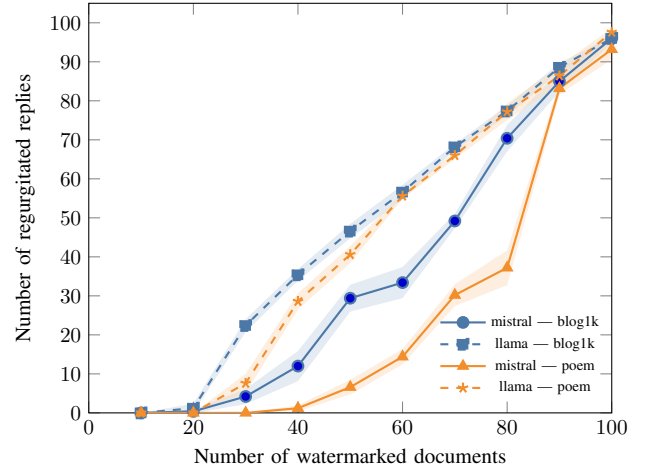 Number of regurgitated replies
100
90
80
70
60
50
40
30
20
10
0
mistral — blog1k
llama — blog1k
mistral — poem
llama — poem
0 20 40 60 80 100
Number of watermarked documents